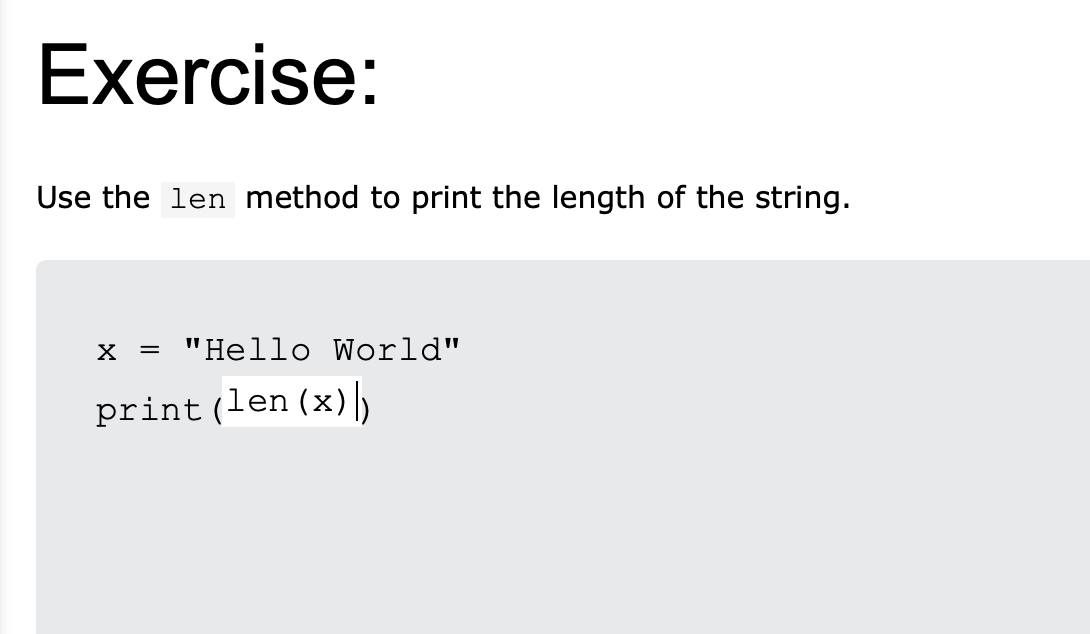 Exercise:
Use the len method to print the length of the string.
x = "Hello World"
print(len(x))